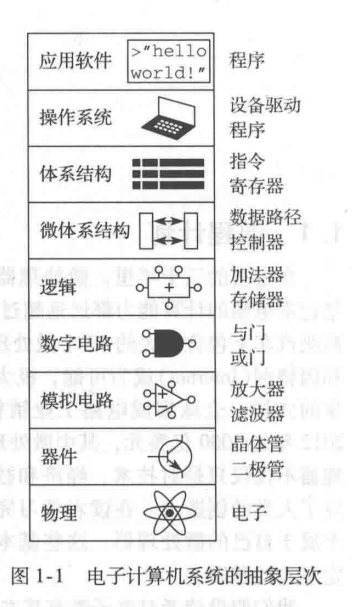 应用软件
>"hello
world!"
程序
操作系统
设备驱动
程序
体系结构
指令
寄存器
微体系结构
数据路径
控制器
逻辑
加法器
存储器
数字电路
与门
或门
模拟电路
放大器
滤波器
器件
晶体管
二极管
物理
电子
图 1-1 电子计算机系统的抽象层次